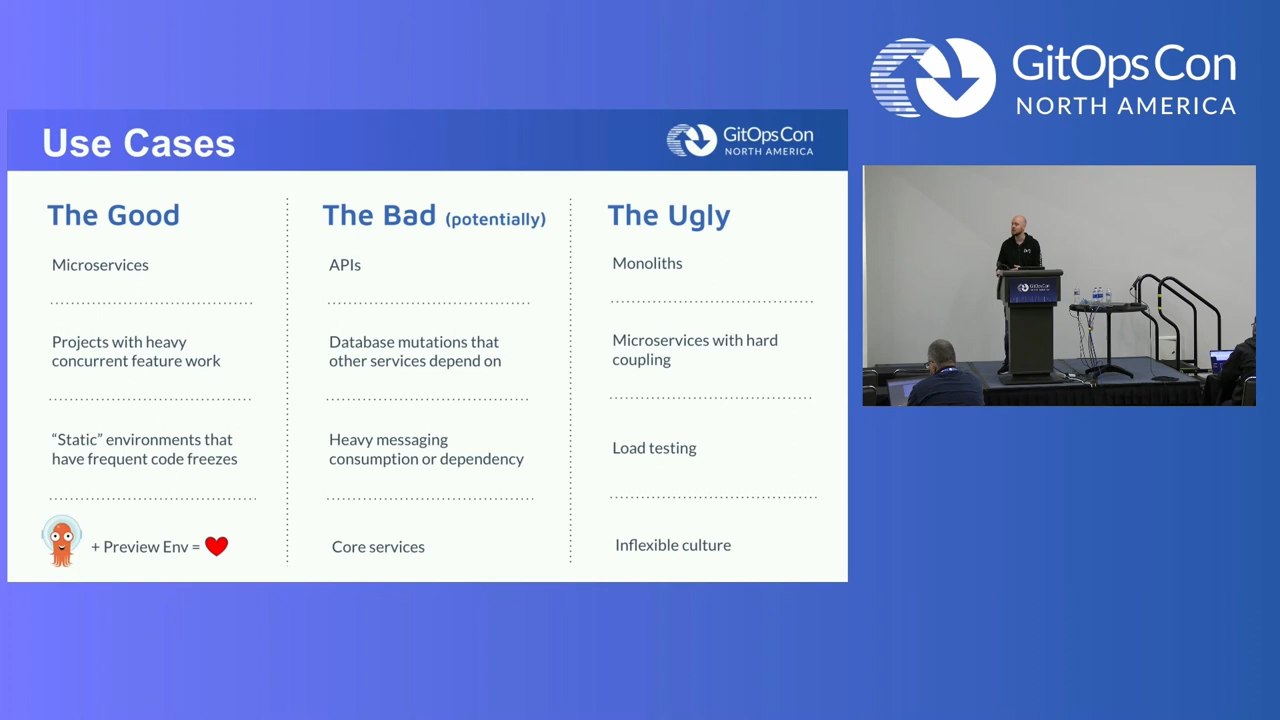 GitOpsCon
NORTH AMERICA
Use Cases
GitOpsCon
NORTH AMERICA
The Good
Microservices
Projects with heavy
concurrent feature work
“Static” environments that
have frequent code freezes
+ Preview Env =
The Bad (potentially)
APIs
Database mutations that
other services depend on
Heavy messaging
consumption or dependency
Core services
The Ugly
Monoliths
Microservices with hard
coupling
Load testing
Inflexible culture
GitOpsCon